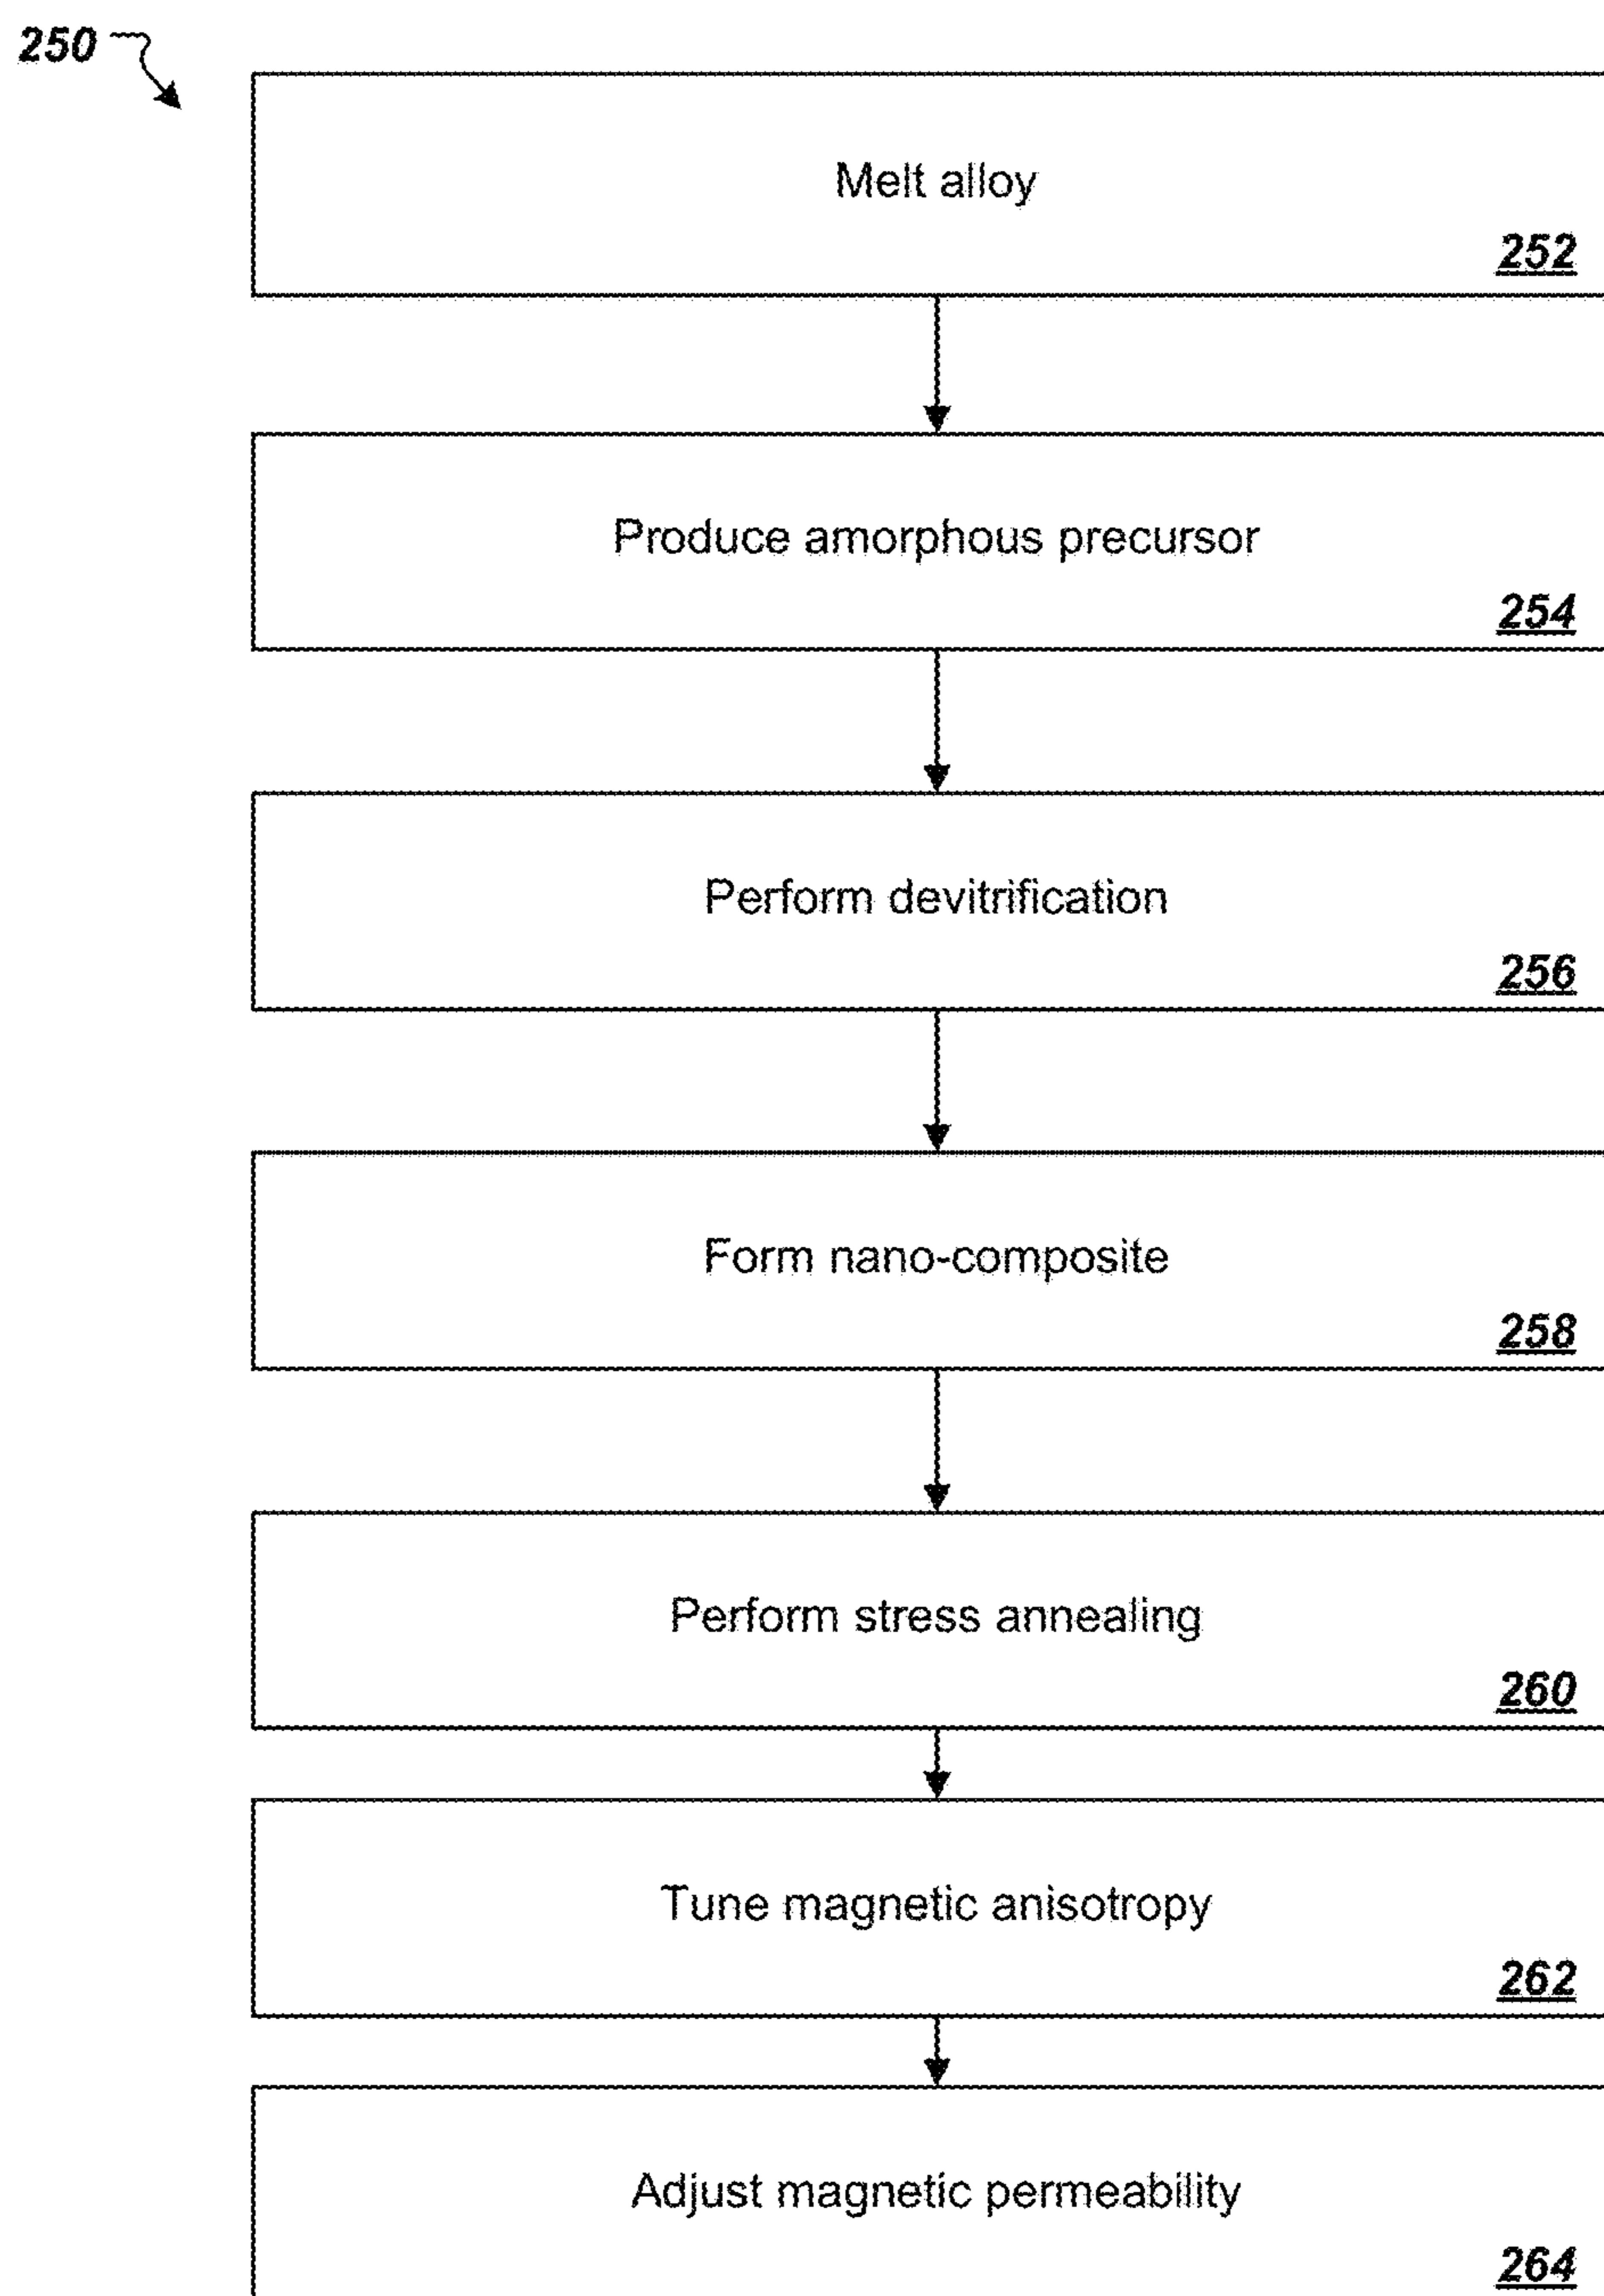 250
Melt alloy
252
Produce amorphous precursor
254
Perform devitrification
256
Form nano-composite
258
Perform stress annealing
260
Tune magnetic anisotropy
262
Adjust magnetic permeability
264